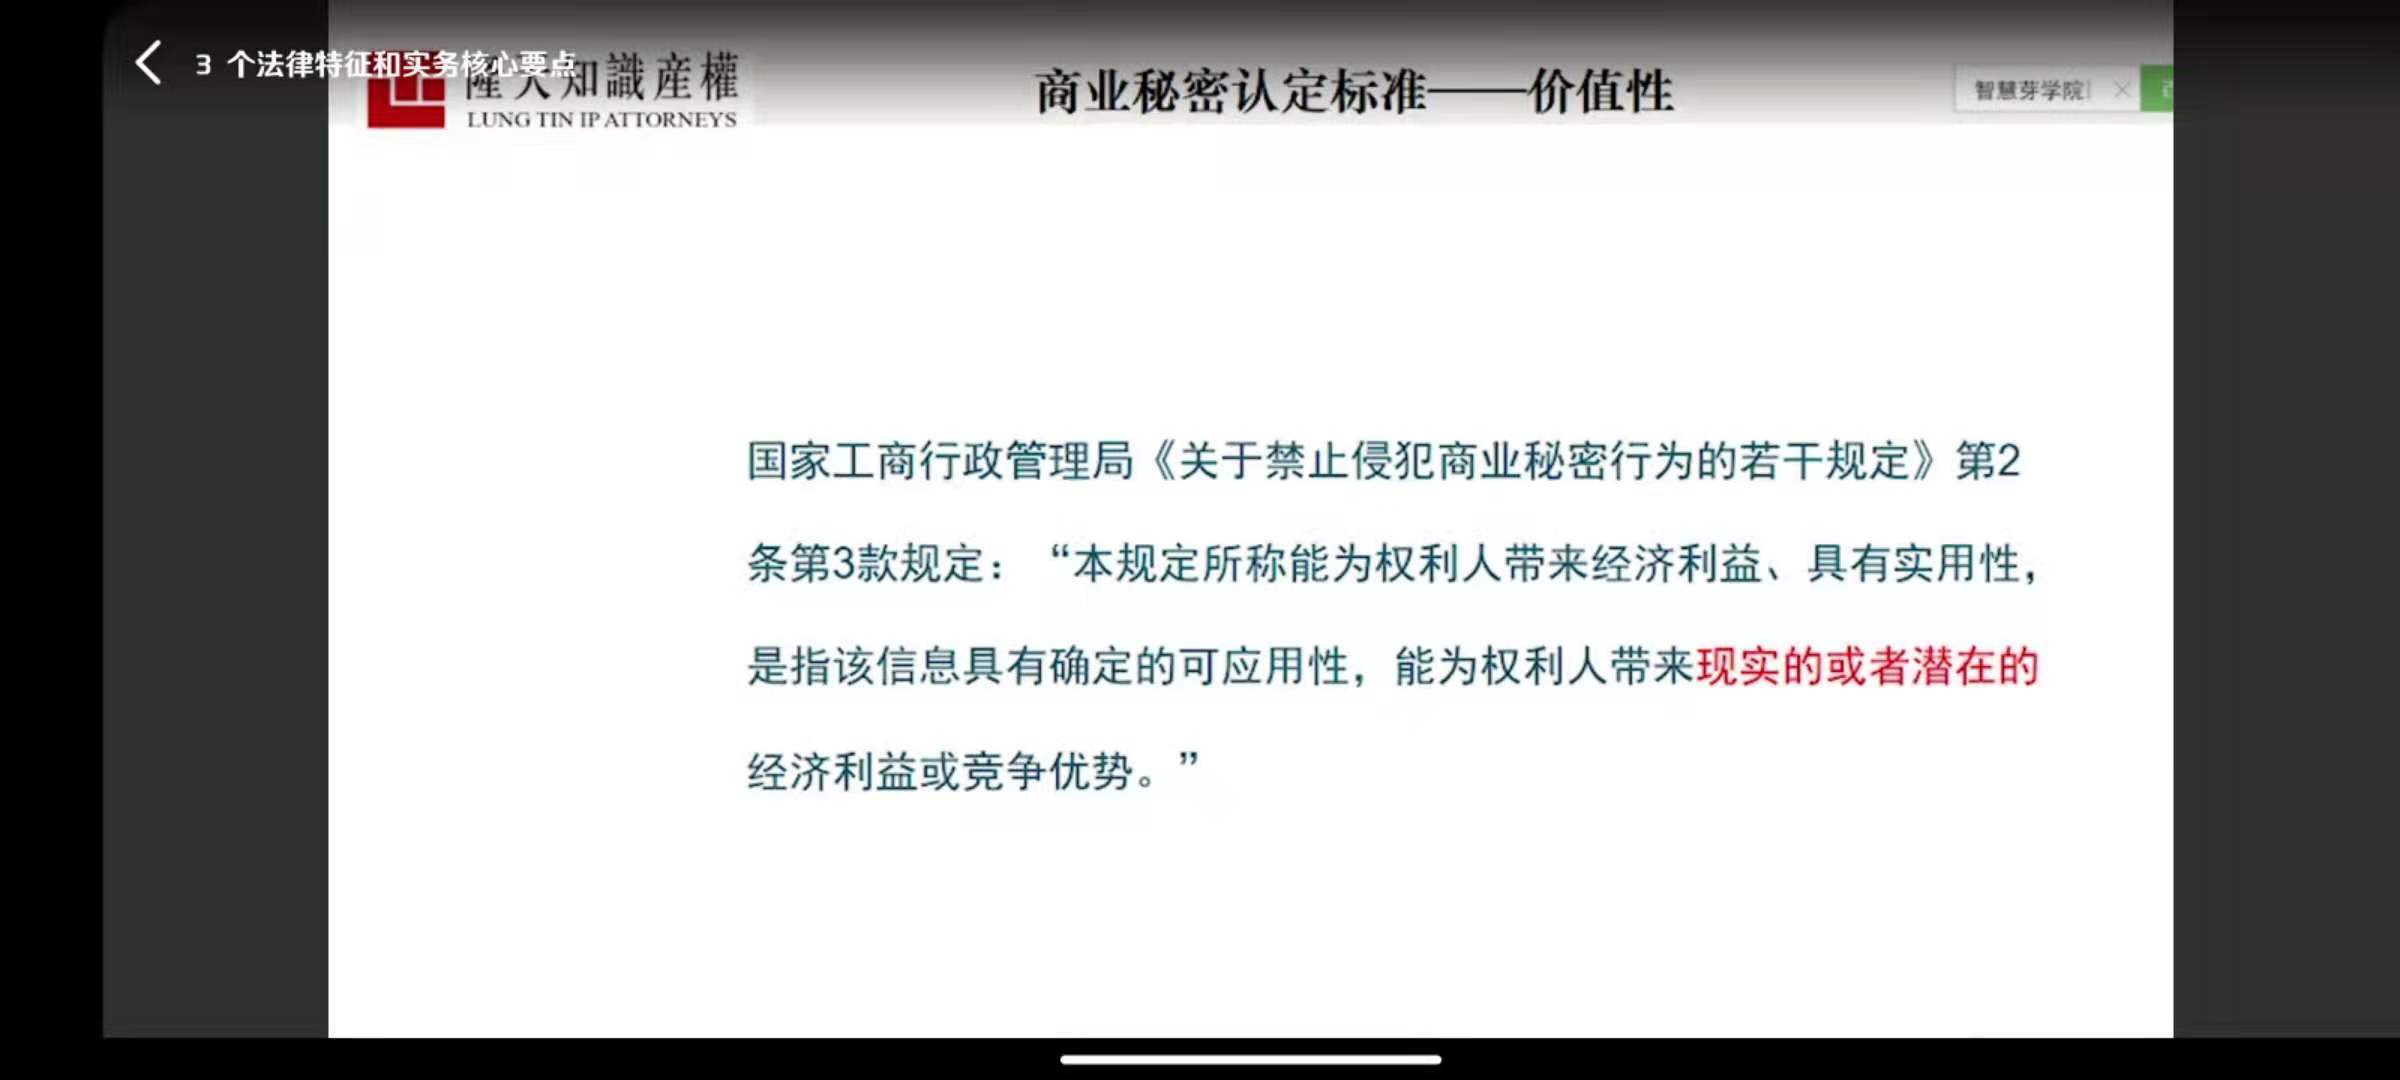 3 个法律特征和实务核心要点
隆天知識産權
LUNG TIN IP ATTORNEYS
商业秘密认定标准——价值性
智慧芽学院
国家工商行政管理局《关于禁止侵犯商业秘密行为的若干规定》第2
条第3款规定：“本规定所称能为权利人带来经济利益、具有实用性，
是指该信息具有确定的可应用性，能为权利人带来现实的或者潜在的
经济利益或竞争优势。”